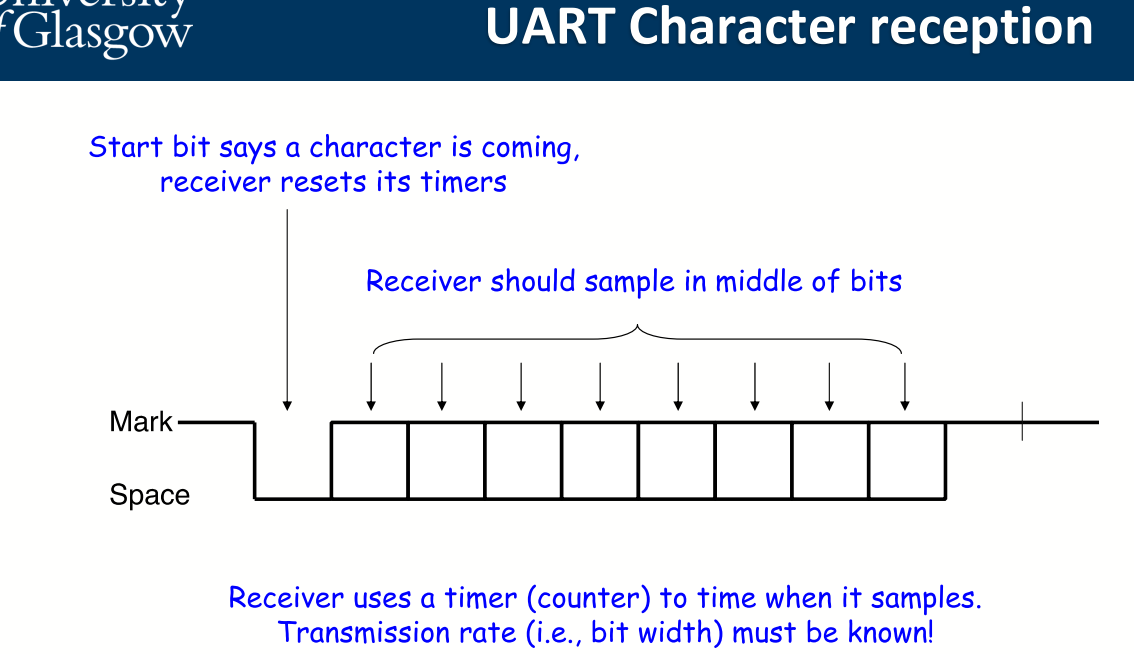 University
of Glasgow
UART Character reception
Start bit says a character is coming,
receiver resets its timers
Receiver should sample in middle of bits
Mark
Space
Receiver uses a timer (counter) to time when it samples.
Transmission rate (i.e., bit width) must be known!